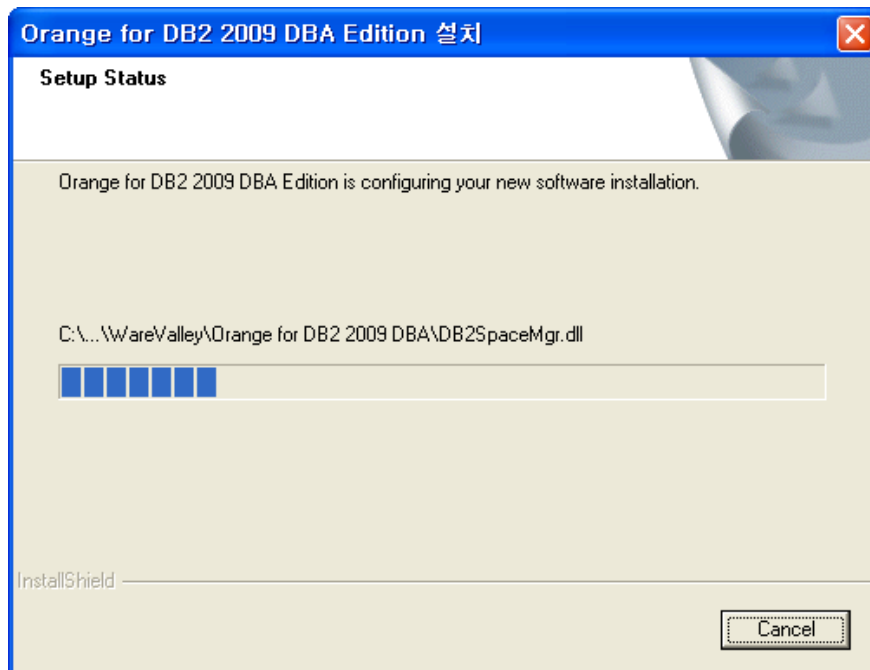 Orange for DB2 2009 DBA Edition 설치
Setup Status
Orange for DB2 2009 DBA Edition is configuring your new software installation.
C:\...\WareValley\Orange for DB2 2009 DBA\DB2SpaceMgr.dll
InstallShield
Cancel